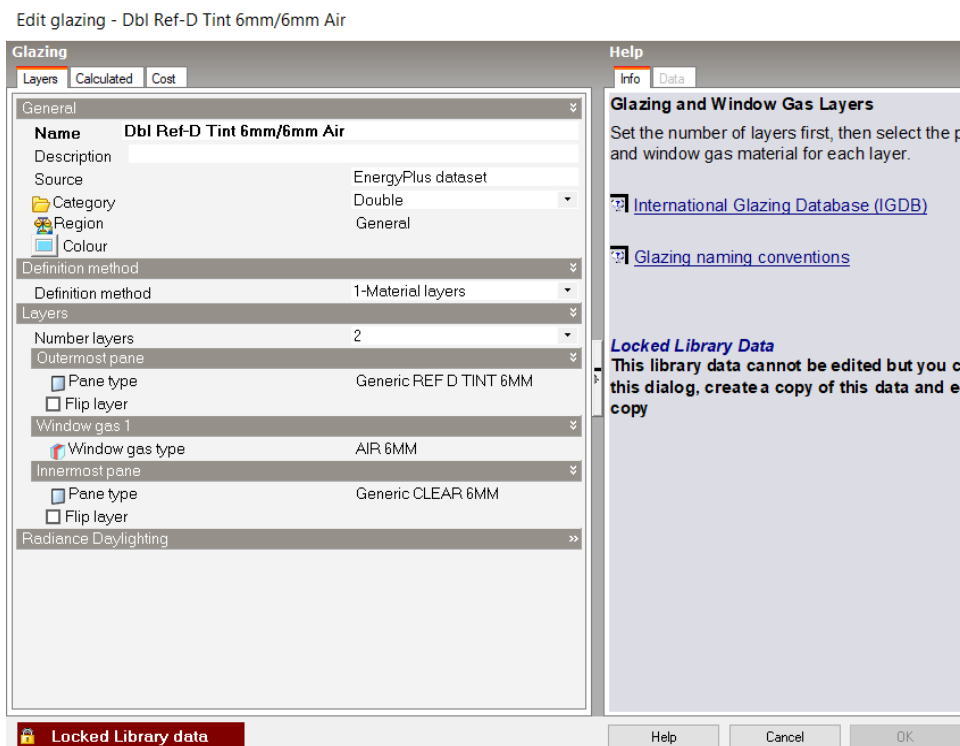 Edit glazing - Dbl Ref-D Tint 6mm/6mm Air
Glazing
Layers Calculated Cost
General
Name Dbl Ref-D Tint 6mm/6mm Air
Description
Source EnergyPlus dataset
Category Double
Region General
Colour
Definition method
Definition method 1-Material layers
Layers
Number layers 2
Outermost pane
Pane type Generic REF D TINT 6MM
Flip layer
Window gas 1
Window gas type AIR 6MM
Innermost pane
Pane type Generic CLEAR 6MM
Flip layer
Radiance Daylighting
Locked Library data
Help
Info Data
Glazing and Window Gas Layers
Set the number of layers first, then select the p
and window gas material for each layer.
International Glazing Database (IGDB)
Glazing naming conventions
Locked Library Data
This library data cannot be edited but you c
this dialog, create a copy of this data and e
copy
Help Cancel OK